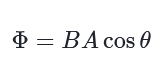 Φ = BA cos θ